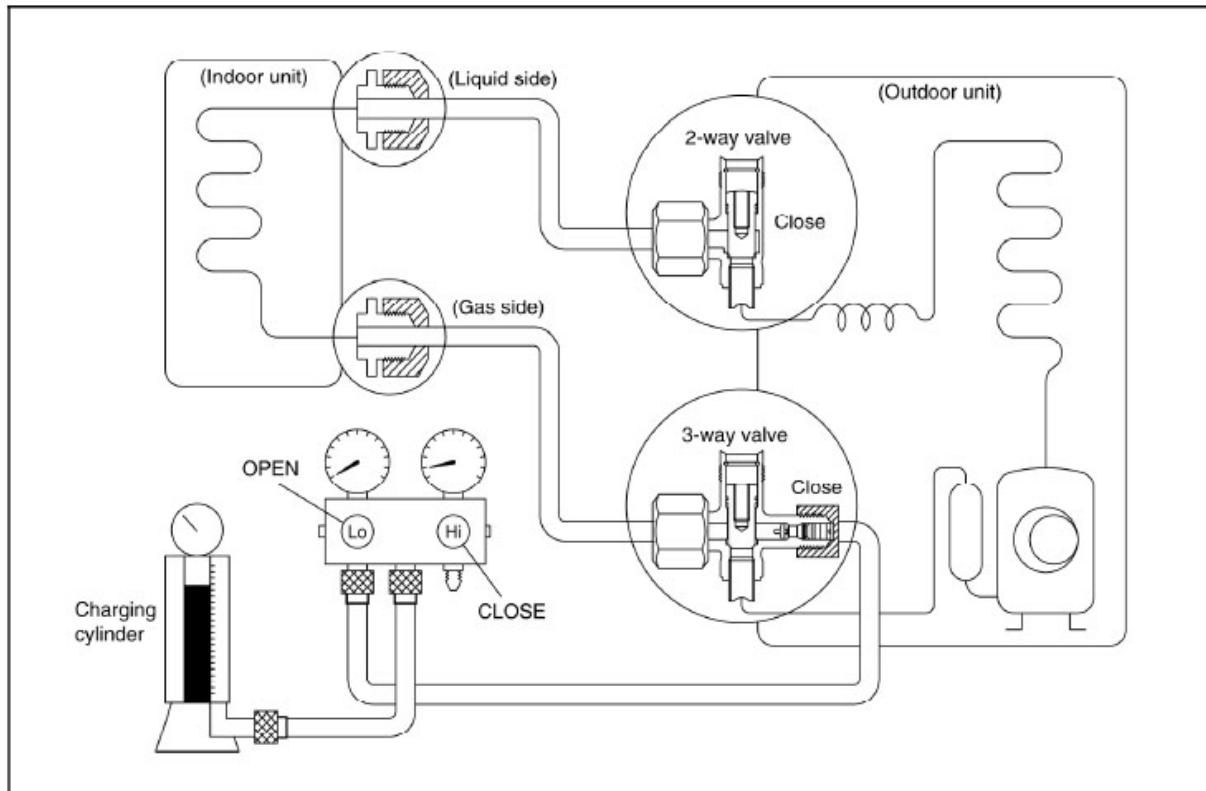 (Indoor unit)
(Liquid side)
(Outdoor unit)
2-way valve
Close
(Gas side)
3-way valve
Close
OPEN
Lo
Hi
CLOSE
Charging
cylinder